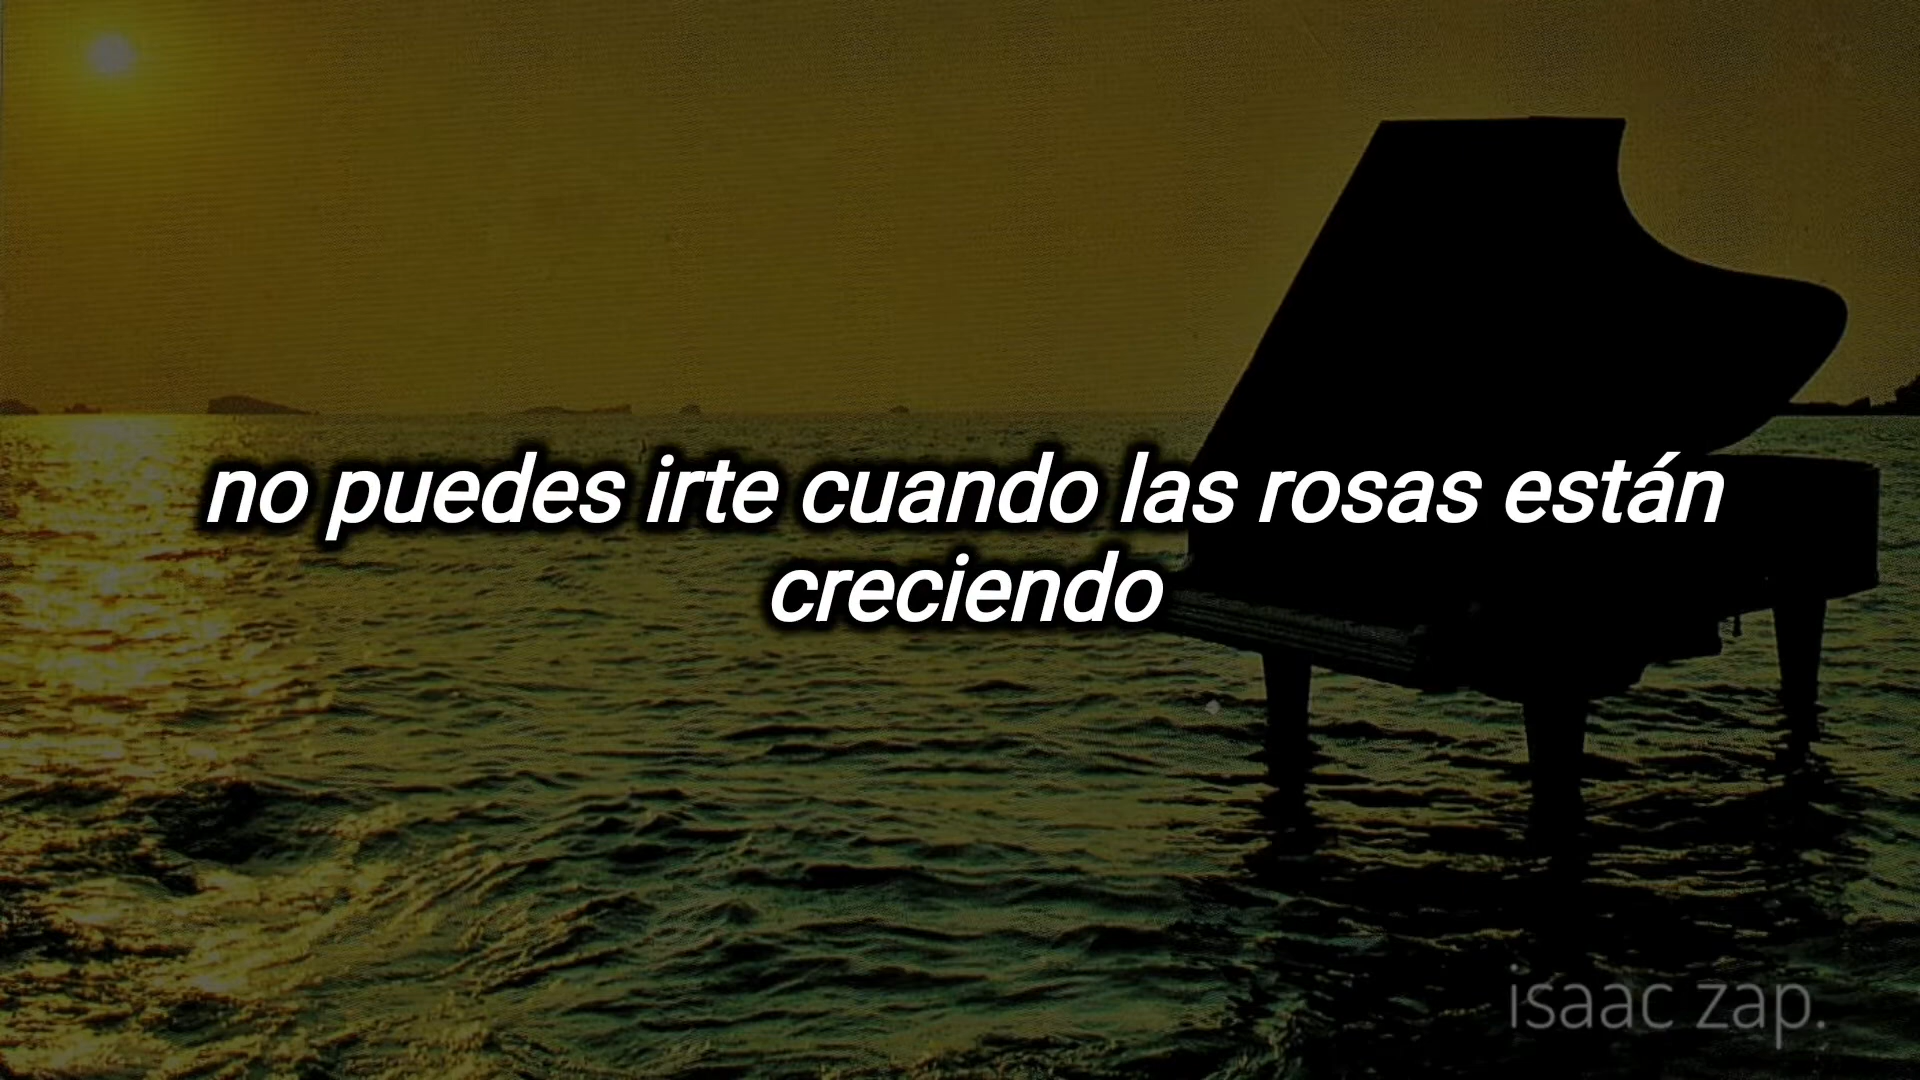 no puedes irte cuando las rosas están
creciendo
isaac zap.